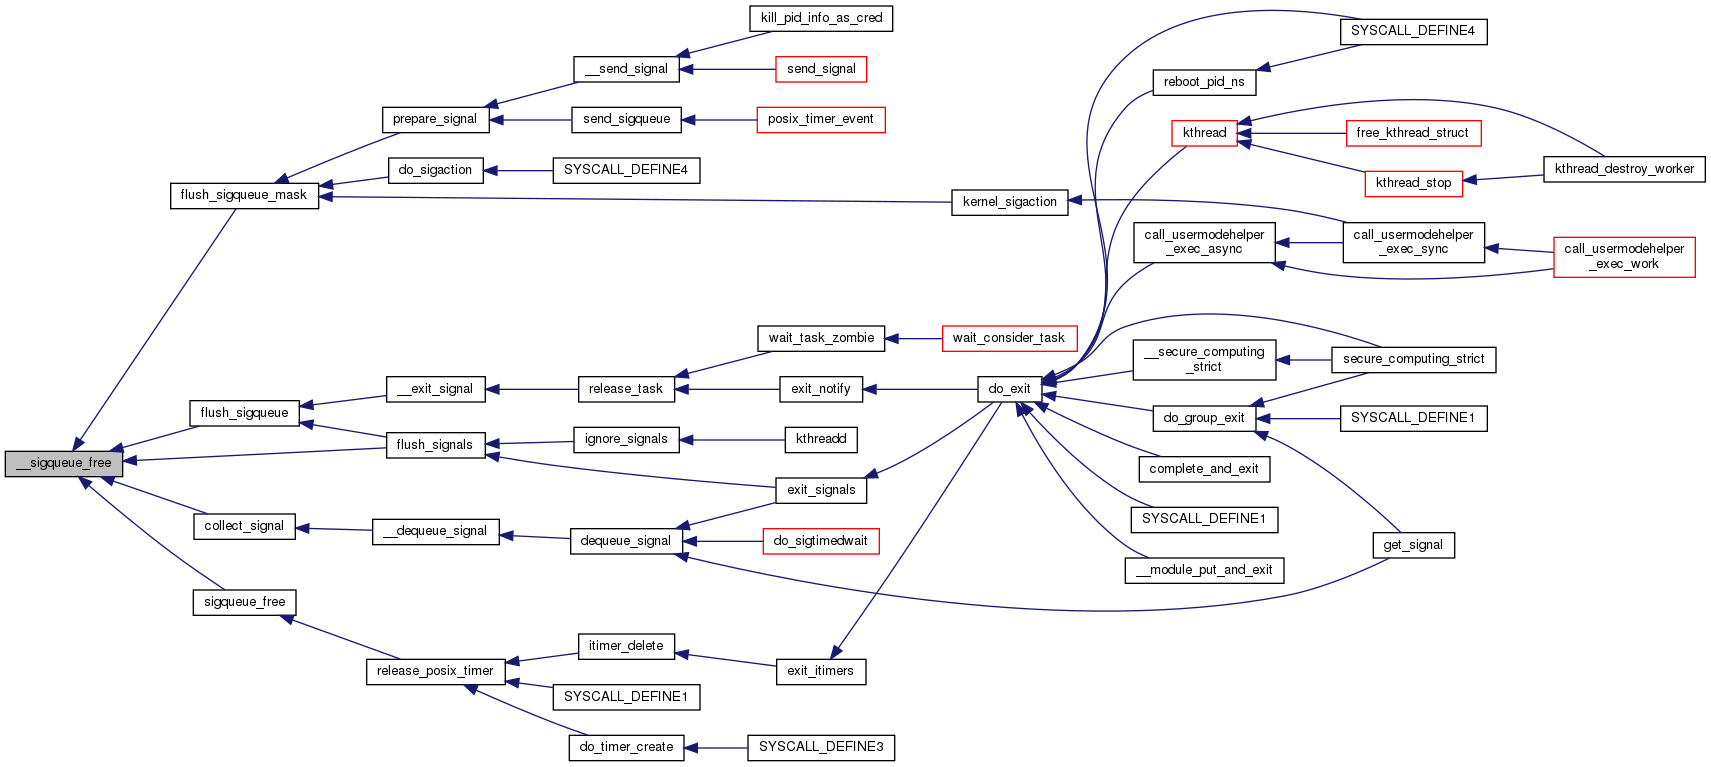 kill_pid_info_as_cred
SYSCALL_DEFINE4
__send_signal
send_signal
reboot_pid_ns
prepare_signal
send_sigqueue
posix_timer_event
kthread
free_kthread_struct
do_sigaction
SYSCALL_DEFINE4
kthread_destroy_worker
kthread_stop
flush_sigqueue_mask
kernel_sigaction
call_usermodehelper
_exec_async
call_usermodehelper
_exec_sync
call_usermodehelper
_exec_work
wait_task_zombie
wait_consider_task
__secure_computing
_strict
secure_computing_strict
__exit_signal
release_task
exit_notify
do_exit
flush_sigqueue
do_group_exit
SYSCALL_DEFINE1
flush_signals
ignore_signals
kthreadd
__sigqueue_free
complete_and_exit
exit_signals
collect_signal
__dequeue_signal
SYSCALL_DEFINE1
dequeue_signal
do_sigtimedwait
get_signal
__module_put_and_exit
sigqueue_free
itimer_delete
release_posix_timer
exit_itimers
SYSCALL_DEFINE1
do_timer_create
SYSCALL_DEFINE3